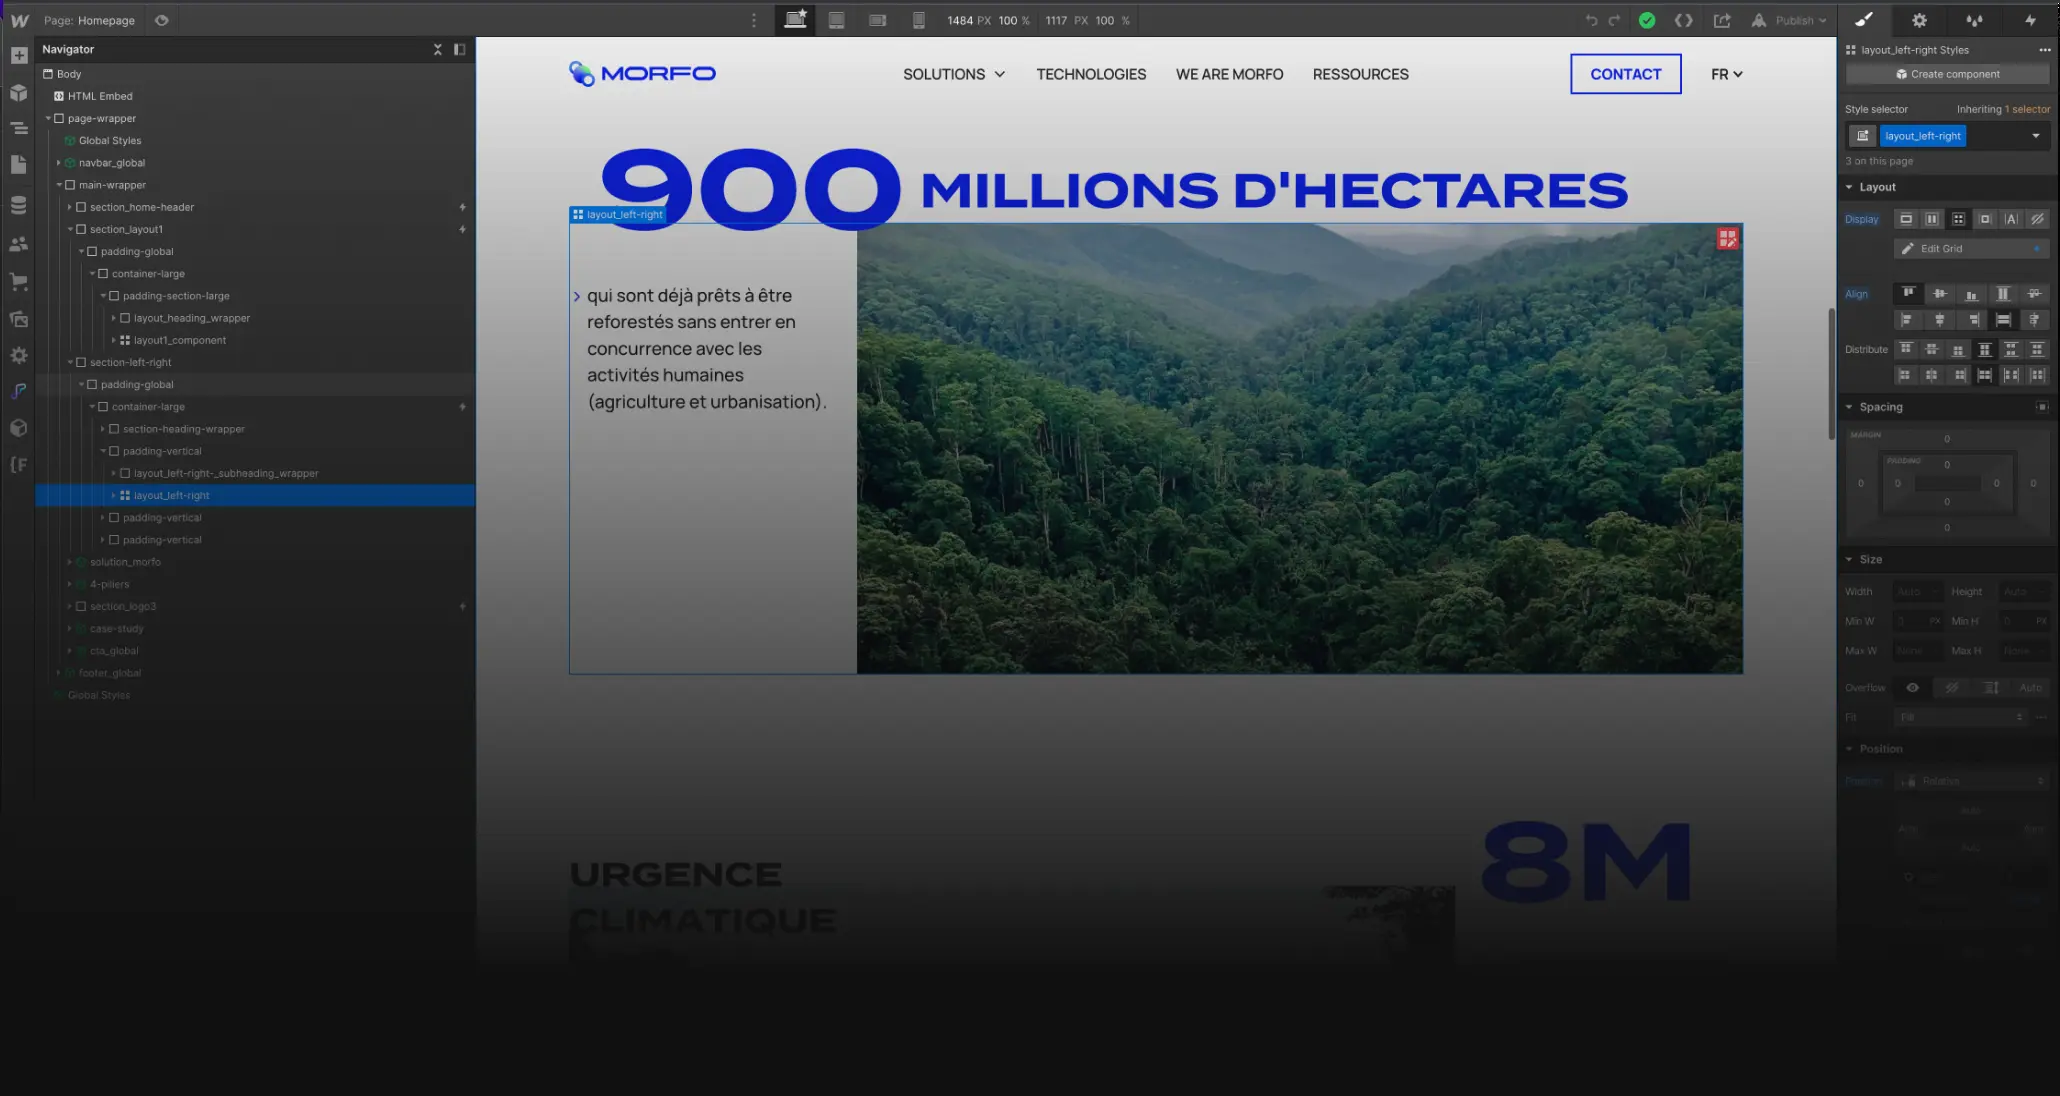 Page: Homepage
1484 PX 100 % 1117 PX 100 %
Publish
Navigator
Body
HTML Embed
page-wrapper
Global Styles
navbar_global
main-wrapper
section_home-header
section_layout1
padding-global
container-large
padding-section-large
layout_heading_wrapper
layout1_component
section-left-right
padding-global
container-large
section-heading-wrapper
padding-vertical
layout_left-right-_subheading_wrapper
layout_left-right
padding-vertical
padding-vertical
solution_morfo
4-piliers
section_logo3
case-study
cta_global
footer_global
Global Styles
MORFO
SOLUTIONS TECHNOLOGIES WE ARE MORFO RESSOURCES
CONTACT
FR
900 MILLIONS D'HECTARES
layout_left-right
qui sont déjà prêts à être
reforestés sans entrer en
concurrence avec les
activités humaines
(agriculture et urbanisation).
8M
URGENCE
CLIMATIQUE
layout_left-right Styles
Create component
Style selector Inheriting 1 selector
layout_left-right
3 on this page
Layout
Display
Edit Grid
Align
Distribute
Spacing
MARGIN
0
PADDING
0
0 0 0 0
0
0
Size
Width Auto Height Auto
Min W 0 PX Min H 0 PX
Max W None Max H None
Overflow Auto
Fit Fill
Position
Position Relative
Auto
Auto Auto
Auto